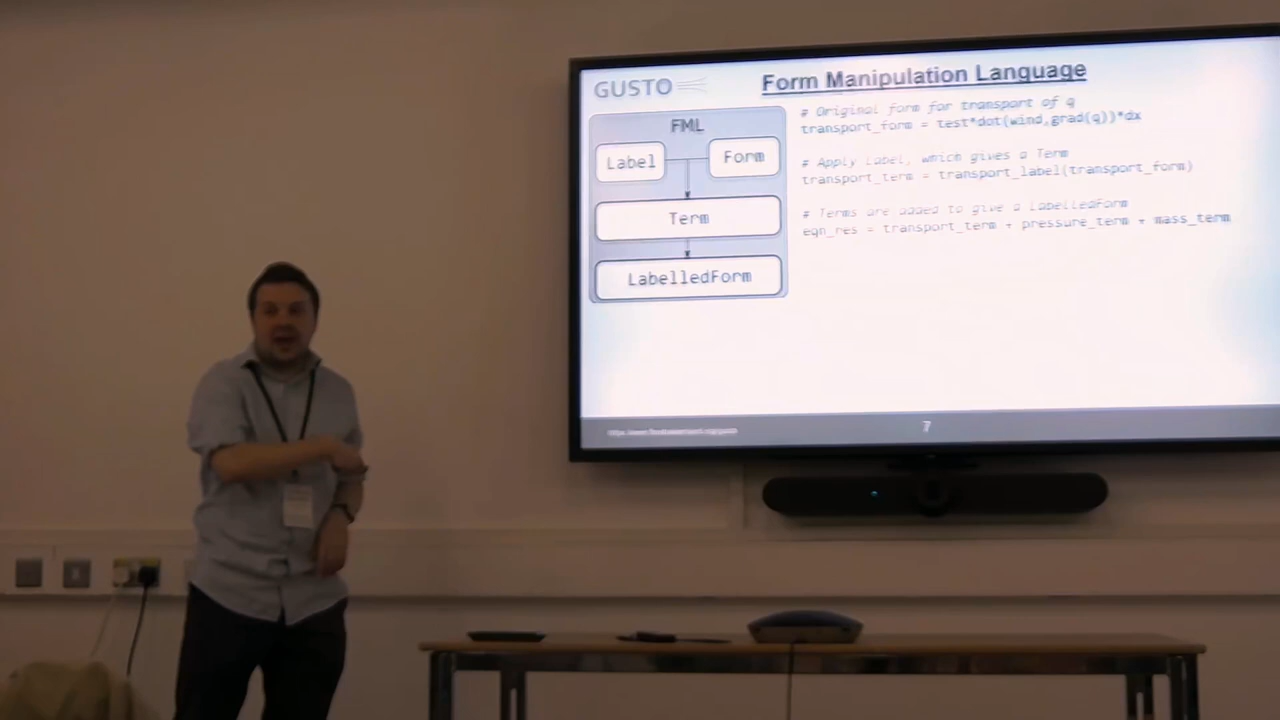 GUSTO
Form Manipulation Language
FML
Label
Form
Term
LabelledForm
# Original form for transport of q
transport_form = test*dot(wind,grad(q))*dx
# Apply Label, which gives a Term
transport_term = transport_label(transport_form)
# Terms are added to give a LabelledForm
eqn_res = transport_term + pressure_term + mass_term
7